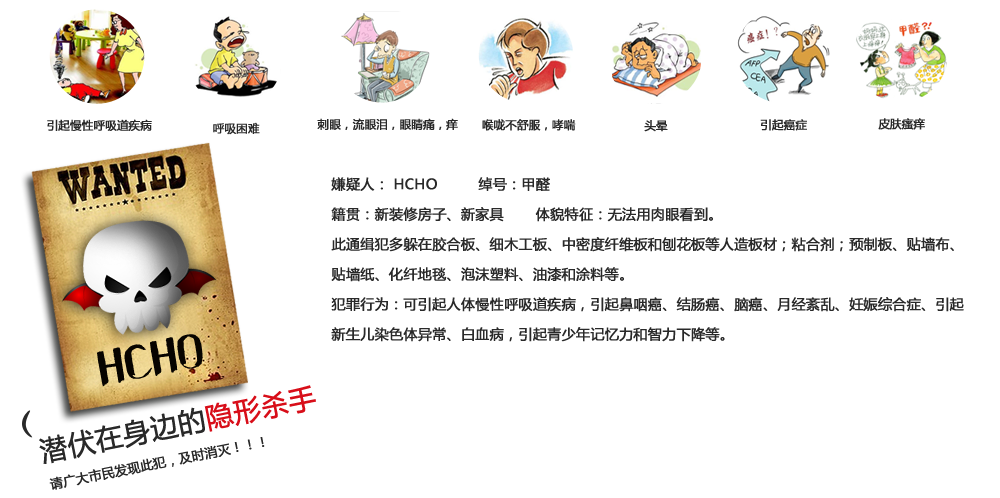 癌症!?
AFP
CEA
CA
甲醛?!
引起慢性呼吸道疾病
呼吸困难
刺眼，流眼泪，眼睛痛，痒
喉咙不舒服，哮喘
头晕
引起癌症
皮肤瘙痒
WANTED
HCHO
嫌疑人： HCHO 绰号：甲醛
籍贯：新装修房子、新家具 体貌特征：无法用肉眼看到。
此通缉犯多躲在胶合板、细木工板、中密度纤维板和刨花板等人造板材；粘合剂；预制板、贴墙布、
贴墙纸、化纤地毯、泡沫塑料、油漆和涂料等。
犯罪行为：可引起人体慢性呼吸道疾病，引起鼻咽癌、结肠癌、脑癌、月经紊乱、妊娠综合症、引起
新生儿染色体异常、白血病，引起青少年记忆力和智力下降等。
潜伏在身边的隐形杀手
请广大市民发现此犯，及时消灭！！！